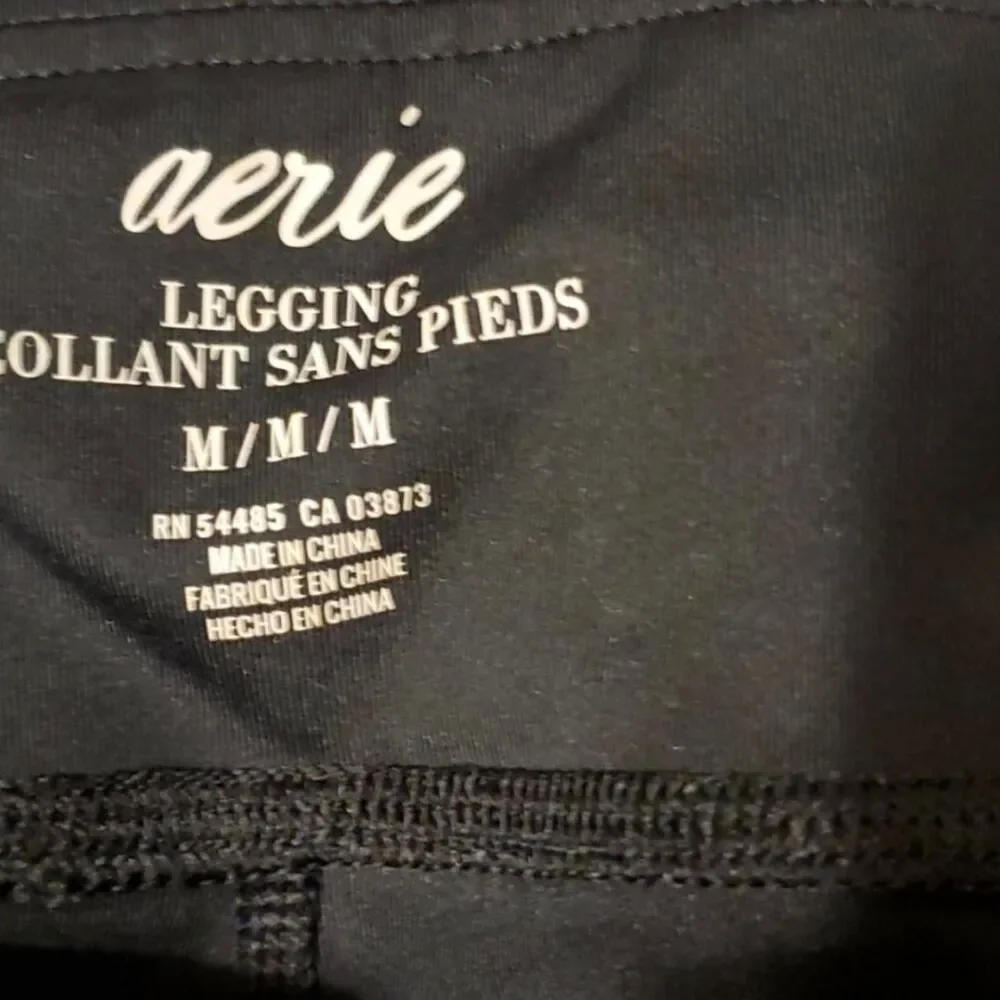 aerie
LEGGING
COLLANT SANS PIEDS
M/M/M
RN 54485 CA 03873
MADE IN CHINA
FABRIQUÉ EN CHINE
HECHO EN CHINA